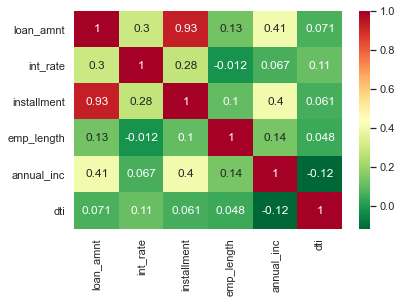 loan_amnt 1 0.3 0.93 0.13 0.41 0.071
int_rate 0.3 1 0.28 -0.012 0.067 0.11
installment 0.93 0.28 1 0.1 0.4 0.061
emp_length 0.13 -0.012 0.1 1 0.14 0.048
annual_inc 0.41 0.067 0.4 0.14 1 -0.12
dti 0.071 0.11 0.061 0.048 -0.12 1
loan_amnt int_rate installment emp_length annual_inc dti
1.0
0.8
0.6
0.4
0.2
0.0